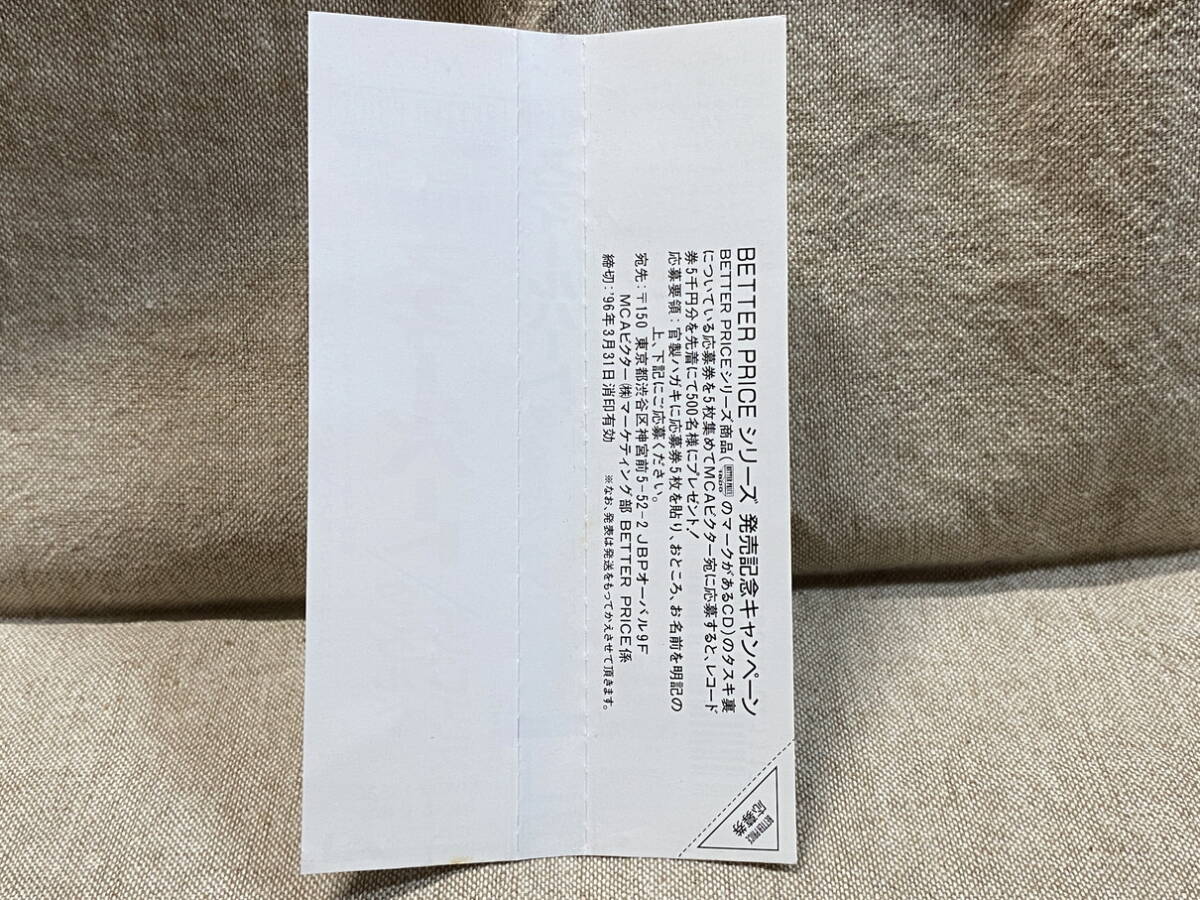 BETTER PRICE シリーズ 発売記念キャンペーン
BETTER PRICEシリーズ商品( のマークがあるCD)のタスキ裏
についている応募券を5枚集めてMCAビクター宛に応募すると、レコード
券5千円分を先着にて500名様にプレゼント!
応募要領:官製ハガキに応募券5枚を貼り、おところ、お名前を明記の
上、下記にご応募ください。
宛先:〒150 東京都渋谷区神宮前5-52-2 JBPオーバル9F
MCAビクター㈱マーケティング部 BETTER PRICE係
締切:'96年3月31日消印有効 ※なお、発表は発送をもってかえさせて頂きます。
応募券